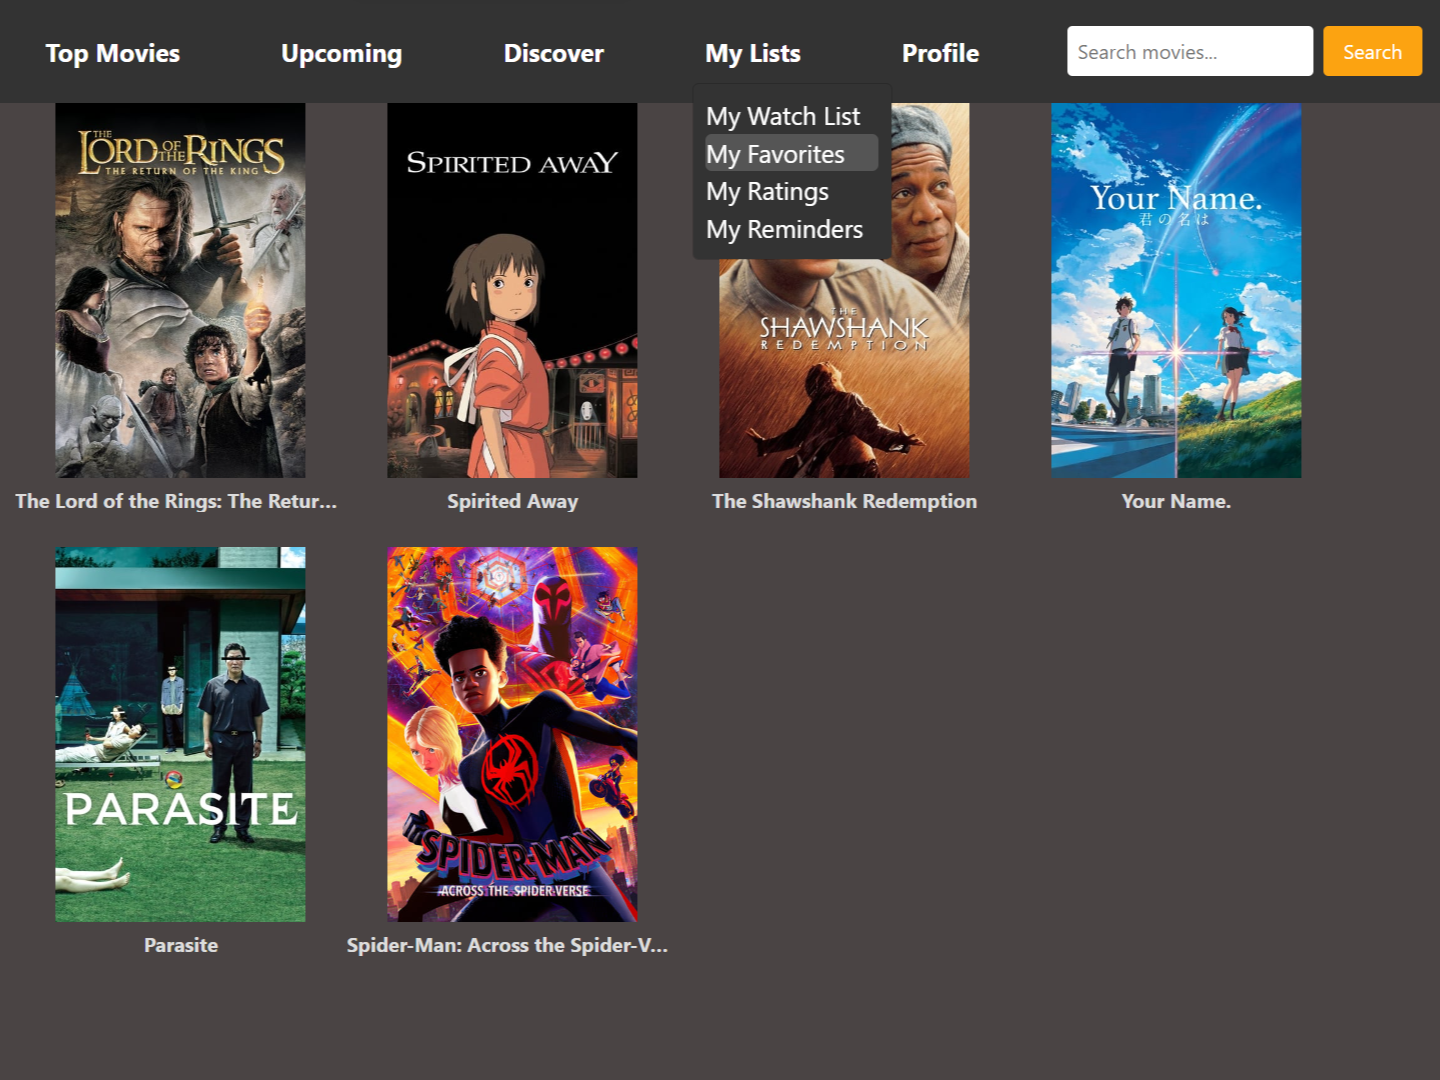 Top Movies
Upcoming
Discover
My Lists
Profile
Search movies...
Search
My Watch List
My Favorites
My Ratings
My Reminders
THE
LORD OF THE RINGS
THE RETURN OF THE KING
SPIRITED AWAY
THE
SHAWSHANK
REDEMPTION
Your Name.
君の名は
The Lord of the Rings: The Retur...
Spirited Away
The Shawshank Redemption
Your Name.
PARASITE
SPIDER-MAN
ACROSS THE SPIDER-VERSE
Parasite
Spider-Man: Across the Spider-V...